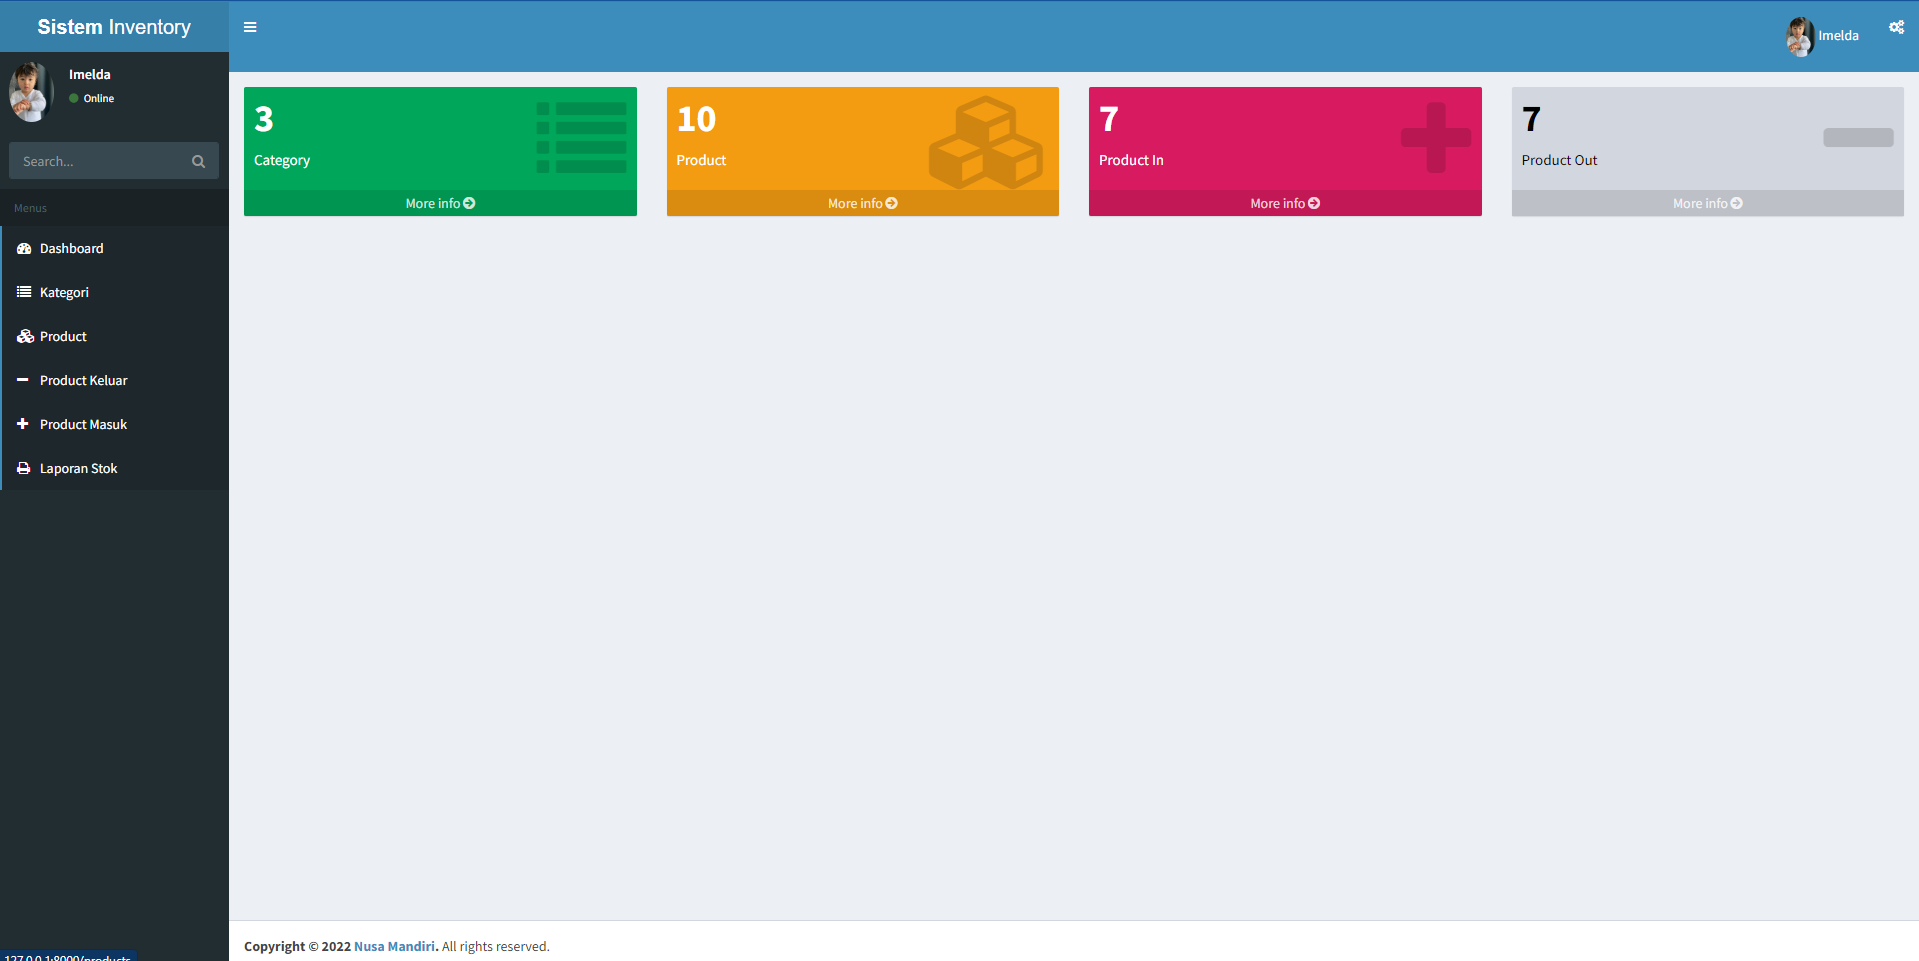 Sistem Inventory
Imelda
Imelda
Online
Search...
Menus
Dashboard
Kategori
Product
Product Keluar
Product Masuk
Laporan Stok
3
Category
More info
10
Product
More info
7
Product In
More info
7
Product Out
More info
Copyright © 2022 Nusa Mandiri. All rights reserved.
127.0.0.1:8000/products